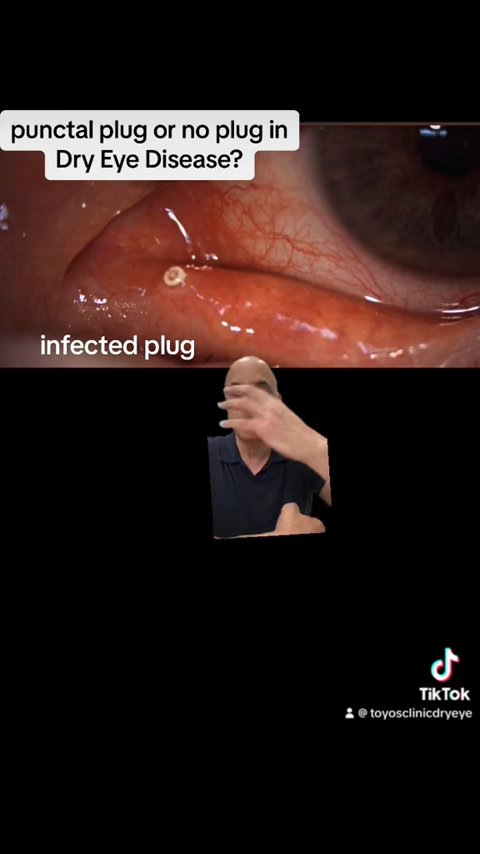 punctal plug or no plug in
Dry Eye Disease?
infected plug
TikTok
@ toyosclinicdryeye